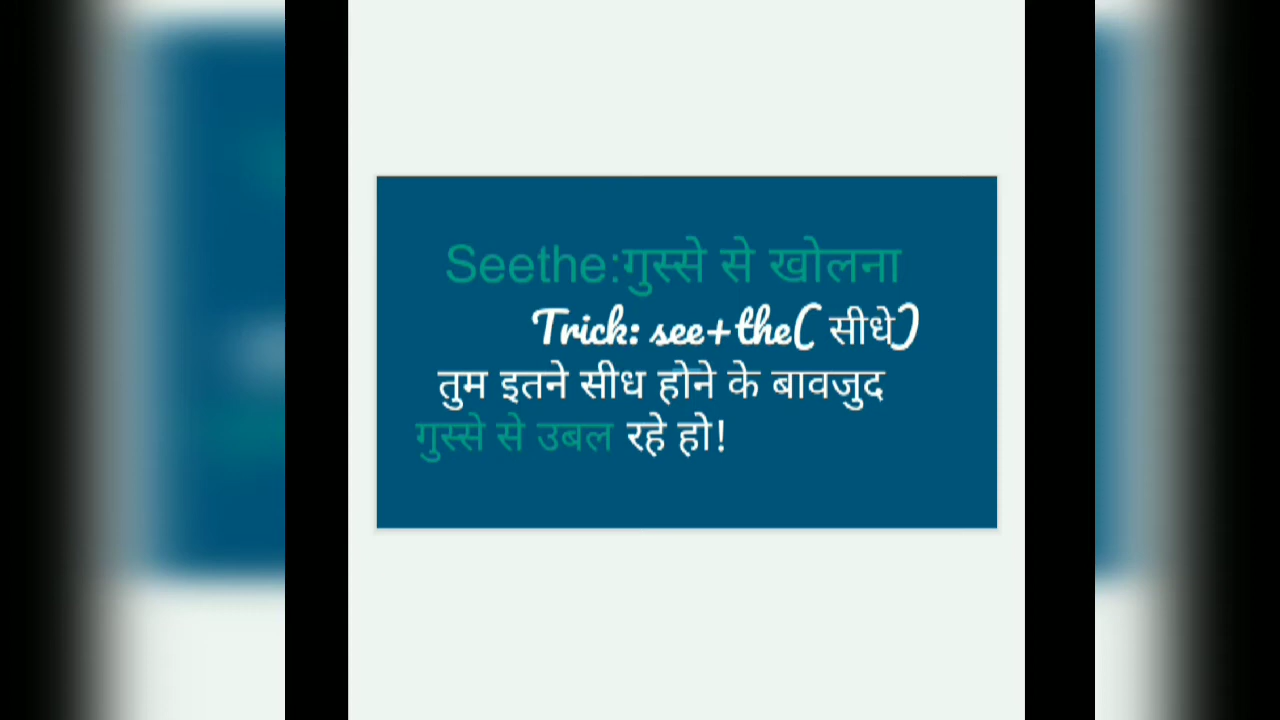 Seethe:गुस्से से खोलना
Trick: see+the( सीधे)
तुम इतने सीध होने के बावजुद
गुस्से से उबल रहे हो!